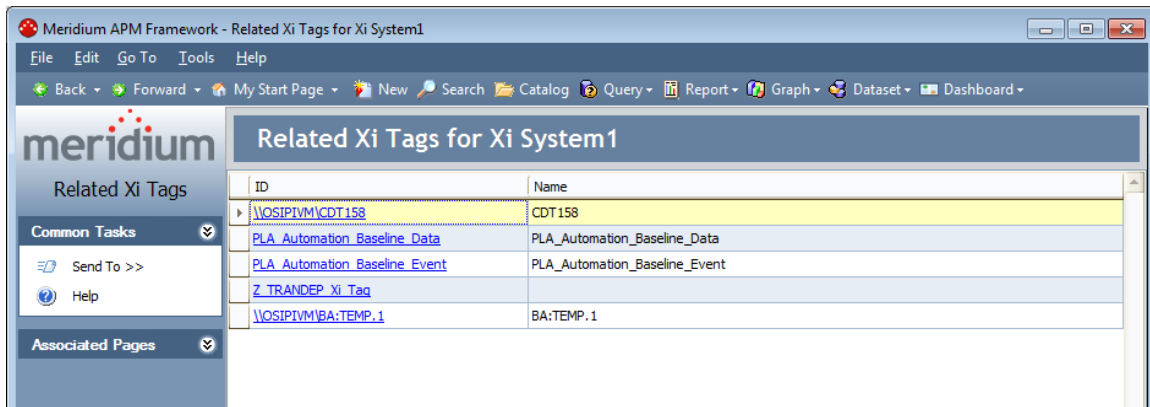 Meridium APM Framework - Related Xi Tags for Xi System1
File Edit Go To Tools Help
Back Forward My Start Page New Search Catalog Query Report Graph Dataset Dashboard
meridium
Related Xi Tags for Xi System1
Related Xi Tags
ID Name
\\OSIPIVM\CDT158 CDT158
Common Tasks
PLA_Automation_Baseline_Data PLA_Automation_Baseline_Data
Send To >>
PLA_Automation_Baseline_Event PLA_Automation_Baseline_Event
Help
Z_TRANDEP_Xi_Tag
\\OSIPIVM\BA:TEMP.1 BA:TEMP.1
Associated Pages